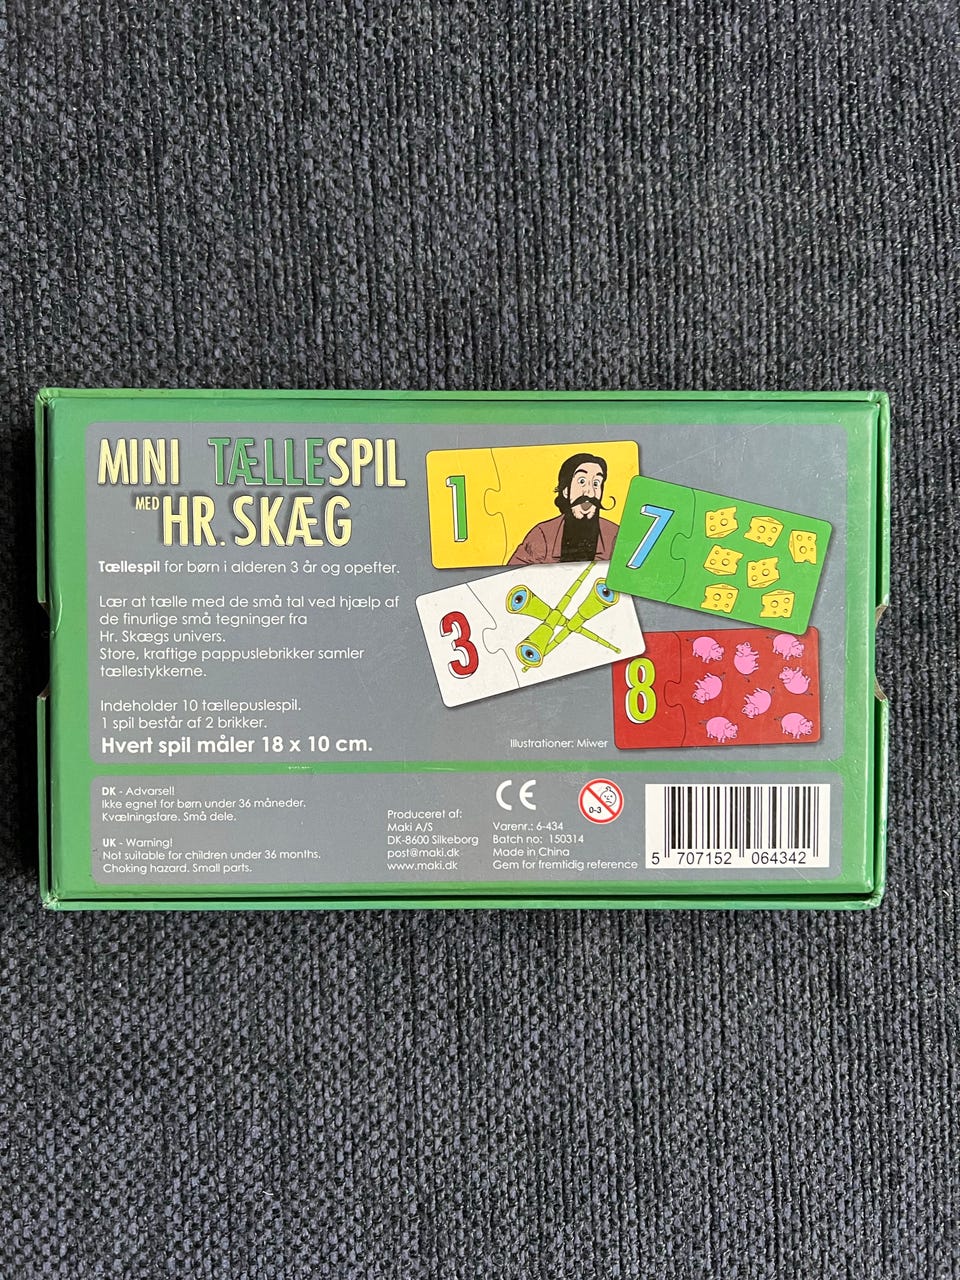 MINI TÆLLESPIL
MED HR. SKÆG
Tællespil for børn i alderen 3 år og opefter.
Lær at tælle med de små tal ved hjælp af
de finurlige små tegninger fra
Hr. Skægs univers.
Store, kraftige pappuslebrikker samler
tællestykkerne.
Indeholder 10 tællepuslespil.
1 spil består af 2 brikker.
Hvert spil måler 18 x 10 cm.
1
7
3
8
Illustrationer: Miwer
DK - Advarsel!
Ikke egnet for børn under 36 måneder.
Kvælningsfare. Små dele.
UK - Warning!
Not suitable for children under 36 months.
Choking hazard. Small parts.
Produceret af:
Maki A/S
DK-8600 Silkeborg
post@maki.dk
www.maki.dk
CE
0-3
Varenr.: 6-434
Batch no: 150314
Made in China
Gem for fremtidig reference
5 707152 064342